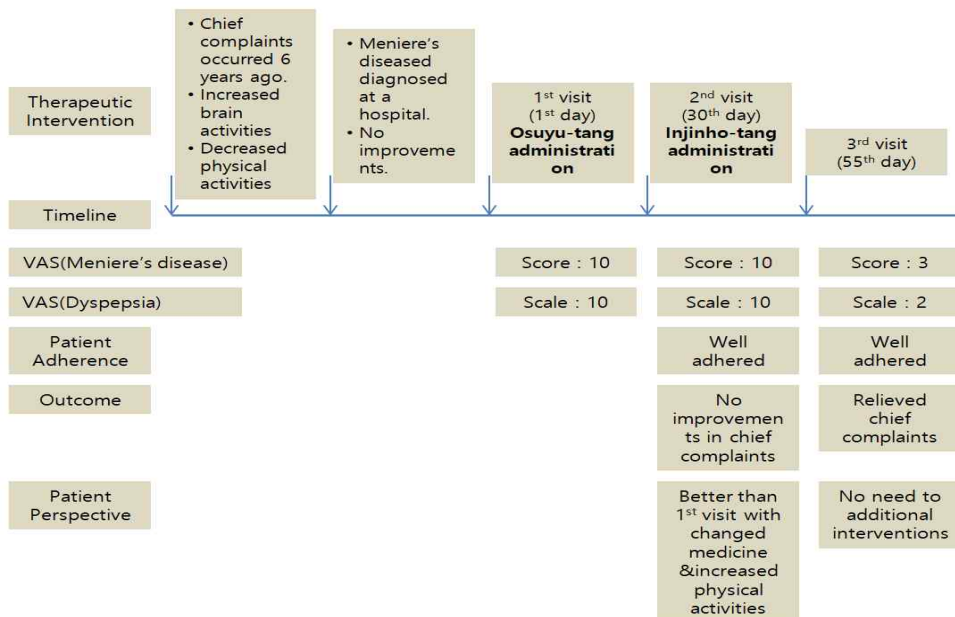 • Chief
complaints
occurred 6
years ago.
• Increased
brain
activities
• Decreased
physical
activities
• Meniere's
diseased
diagnosed
at a
hospital.
• No
improveme
nts.
Therapeutic
Intervention
1st visit
(1st day)
Osuyu-tang
administrati
on
2nd visit
(30th day)
Injinho-tang
administrati
on
3rd visit
(55th day)
Timeline
VAS(Meniere's disease)
Score : 10
Score : 10
Score : 3
VAS(Dyspepsia)
Scale : 10
Scale : 10
Scale : 2
Patient
Adherence
Well
adhered
Well
adhered
Outcome
No
improvemen
ts in chief
complaints
Relieved
chief
complaints
Patient
Perspective
Better than
1st visit with
changed
medicine
&increased
physical
activities
No need to
additional
interventions